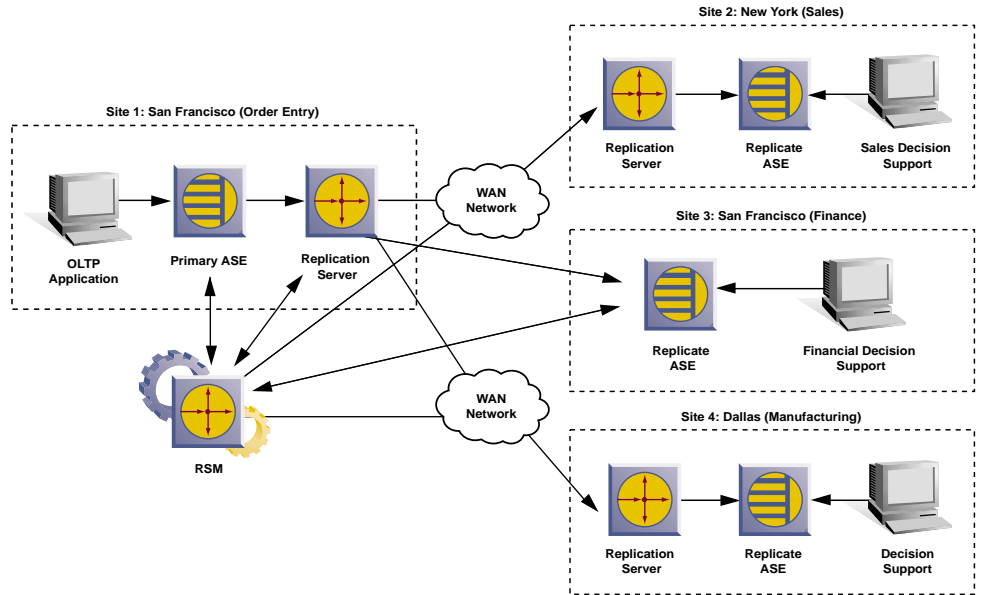 Site 2: New York (Sales)
Replication
Server
Replicate
ASE
Sales Decision
Support
Site 1: San Francisco (Order Entry)
OLTP
Application
Primary ASE
Replication
Server
WAN
Network
Site 3: San Francisco (Finance)
Replicate
ASE
Financial Decision
Support
RSM
WAN
Network
Site 4: Dallas (Manufacturing)
Replication
Server
Replicate
ASE
Decision
Support